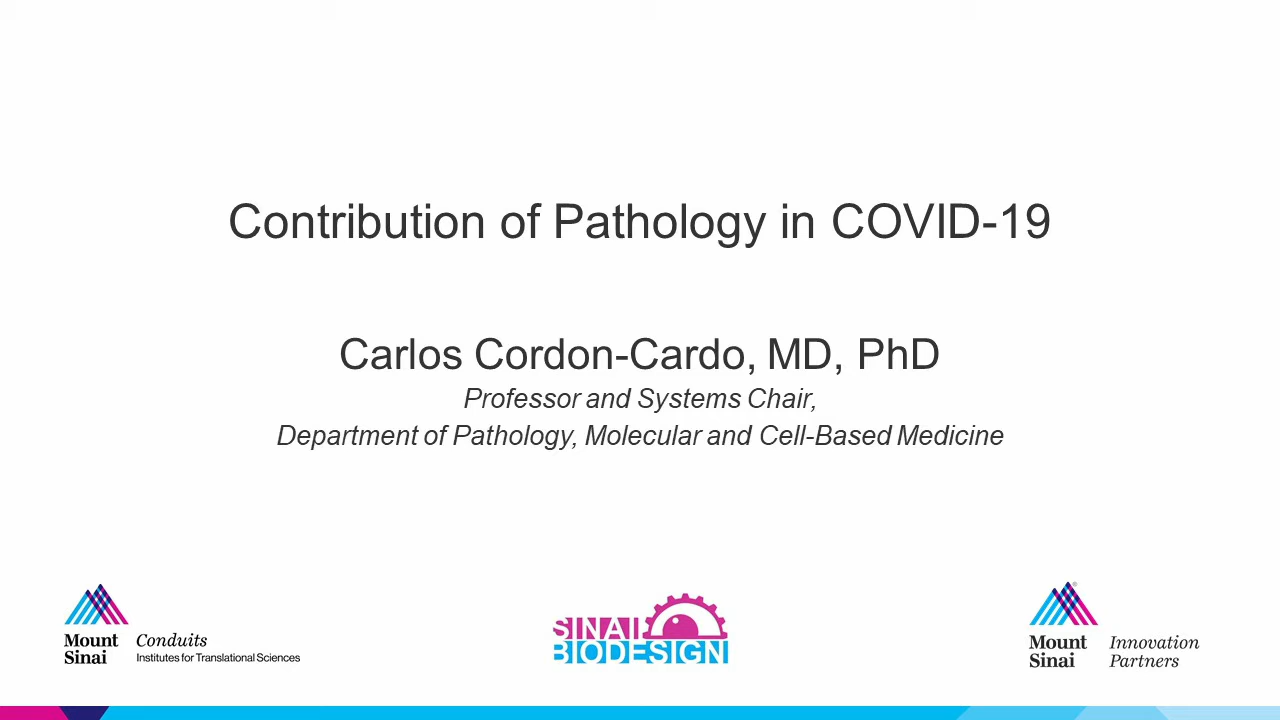 Contribution of Pathology in COVID-19
Carlos Cordon-Cardo, MD, PhD
Professor and Systems Chair,
Department of Pathology, Molecular and Cell-Based Medicine
Mount
Sinai
Conduits
Institutes for Translational Sciences
SINAI
BIODESIGN
Mount
Sinai
Innovation
Partners